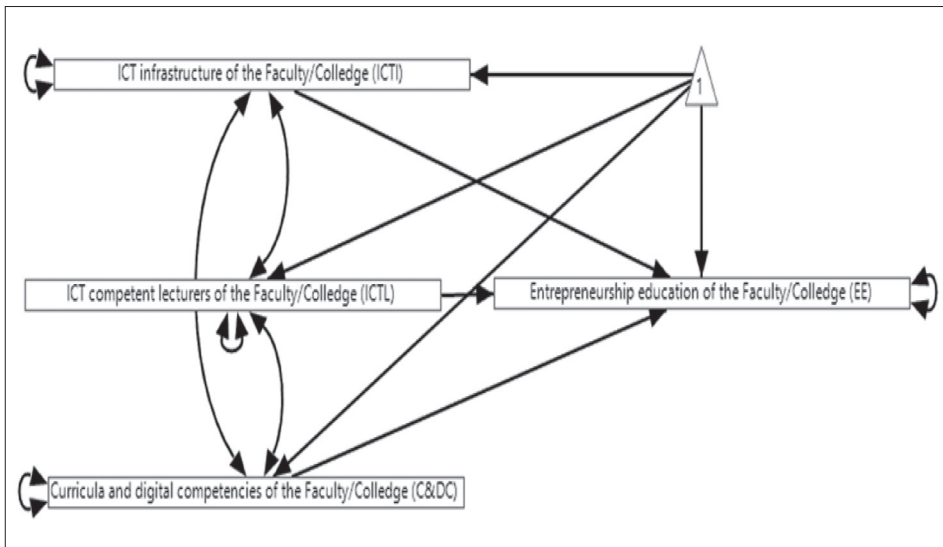 ICT infrastructure of the Faculty/Colledge (ICTI)
1
ICT competent lecturers of the Faculty/Colledge (ICTL)
Entrepreneurship education of the Faculty/Colledge (EE)
Curricula and digital competencies of the Faculty/Colledge (C&DC)